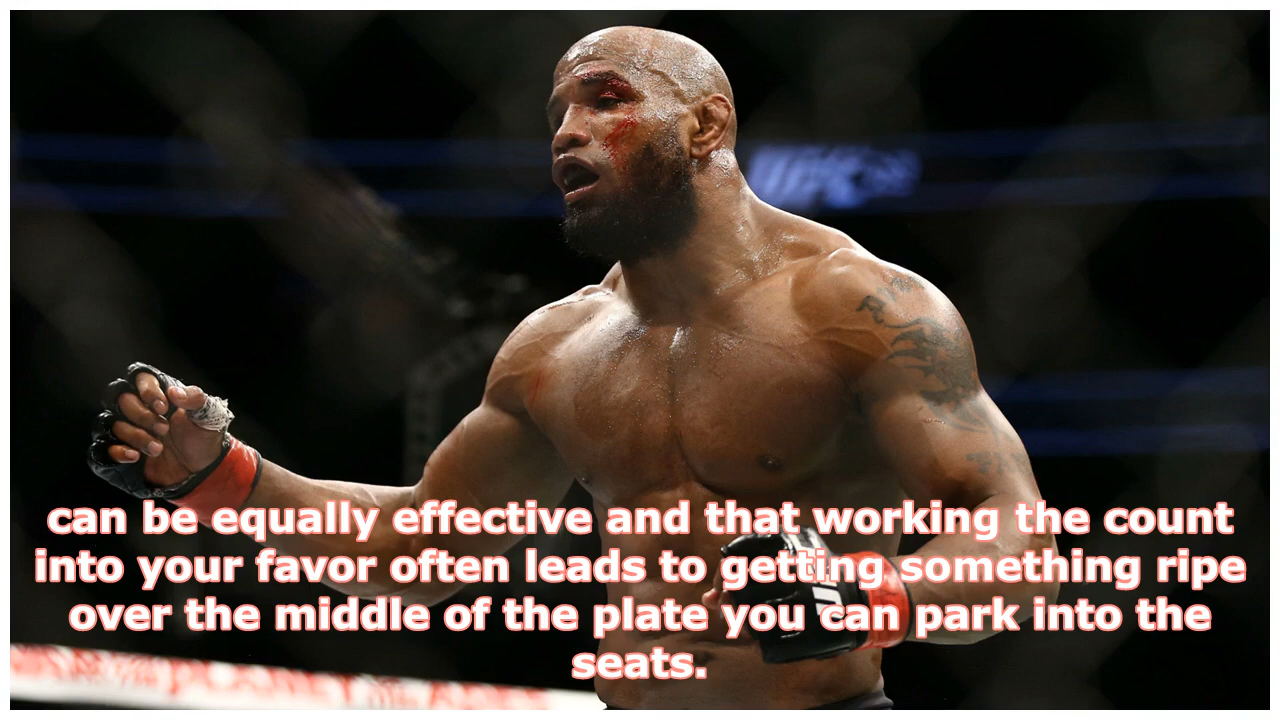 UFC
can be equally effective and that working the count
into your favor often leads to getting something ripe
over the middle of the plate you can park into the
seats.